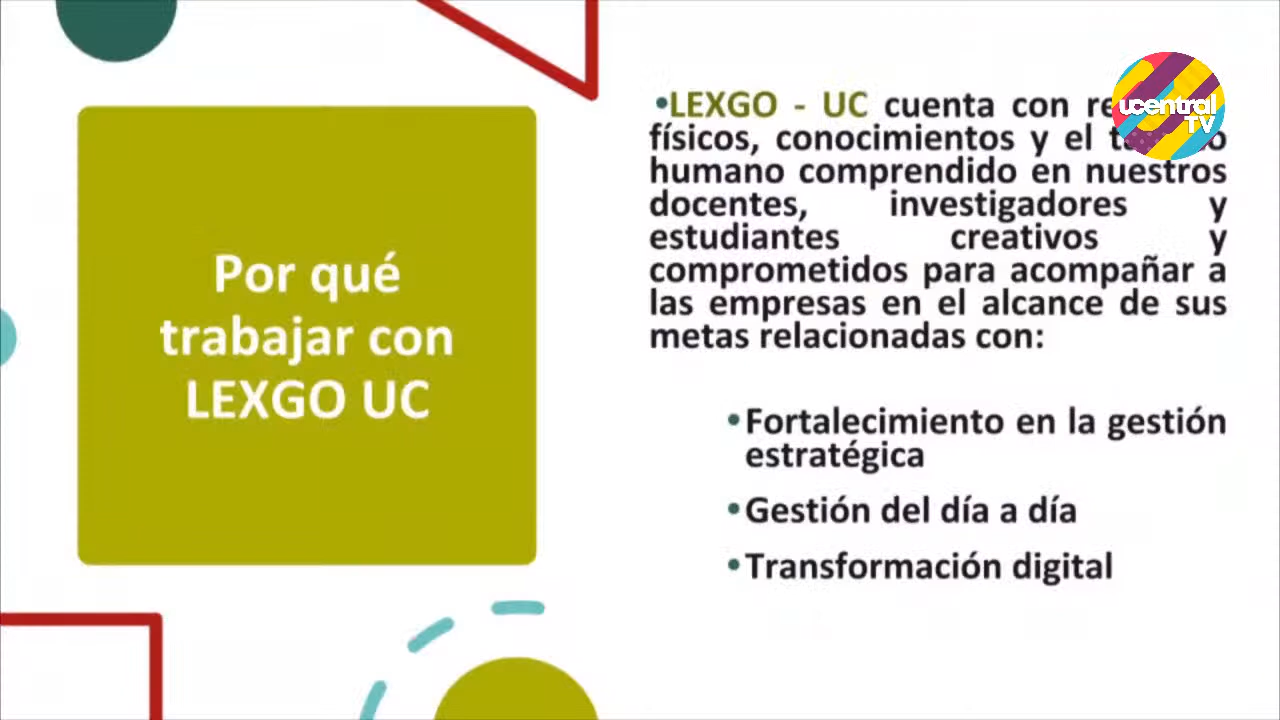 Por qué
trabajar con
LEXGO UC
•LEXGO - UC cuenta con
físicos, conocimientos y el
humano comprendido en nuestros
docentes, investigadores y
estudiantes creativos y
comprometidos para acompañar a
las empresas en el alcance de sus
metas relacionadas con:
•Fortalecimiento en la gestión
estratégica
•Gestión del día a día
•Transformación digital
ucentral
TV